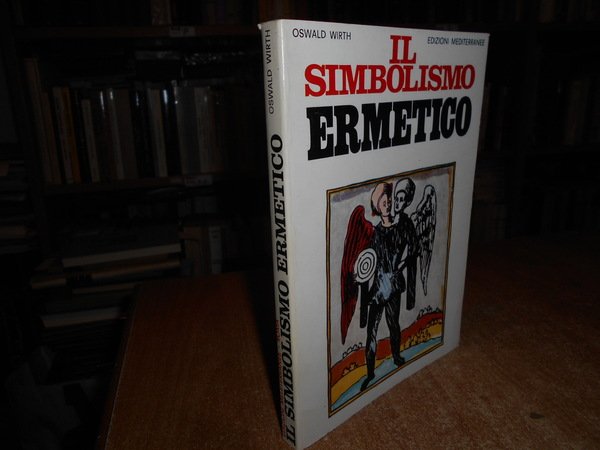 OSWALD WIRTH
EDIZIONI MEDITERRANEE
IL
SIMBOLISMO
ERMETICO
OSWALD WIRTH
IL SIMBOLISMO ERMETICO